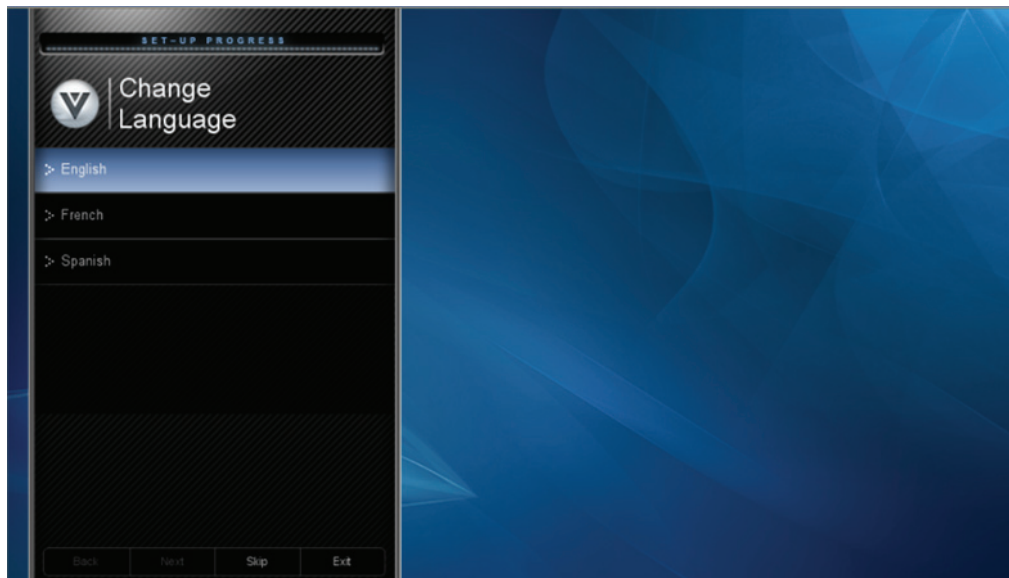 SET-UP PROGRESS
Change
Language
English
French
Spanish
Back Next Skip Exit